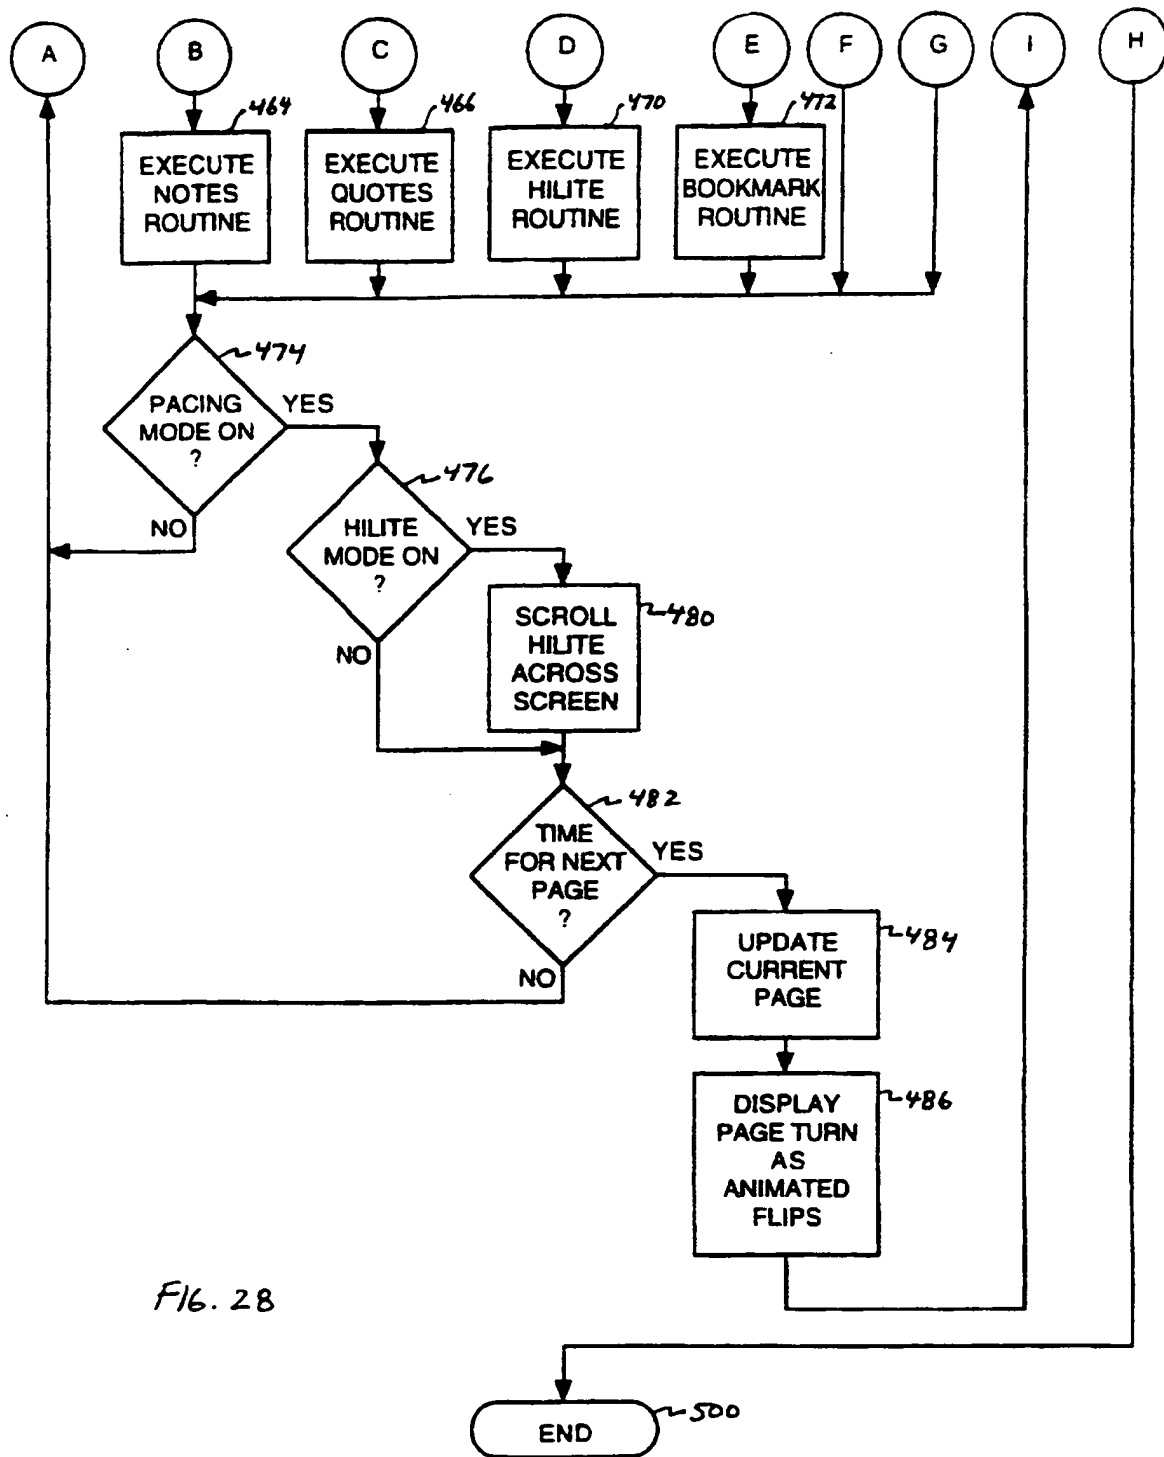 A
B
C
D
E
F
G
I
H
464
466
470
472
EXECUTE
NOTES
ROUTINE
EXECUTE
QUOTES
ROUTINE
EXECUTE
HILITE
ROUTINE
EXECUTE
BOOKMARK
ROUTINE
474
PACING
MODE ON
?
YES
NO
476
HILITE
MODE ON
?
YES
NO
480
SCROLL
HILITE
ACROSS
SCREEN
482
TIME
FOR NEXT
PAGE
?
YES
NO
484
UPDATE
CURRENT
PAGE
486
DISPLAY
PAGE TURN
AS
ANIMATED
FLIPS
FIG. 28
500
END